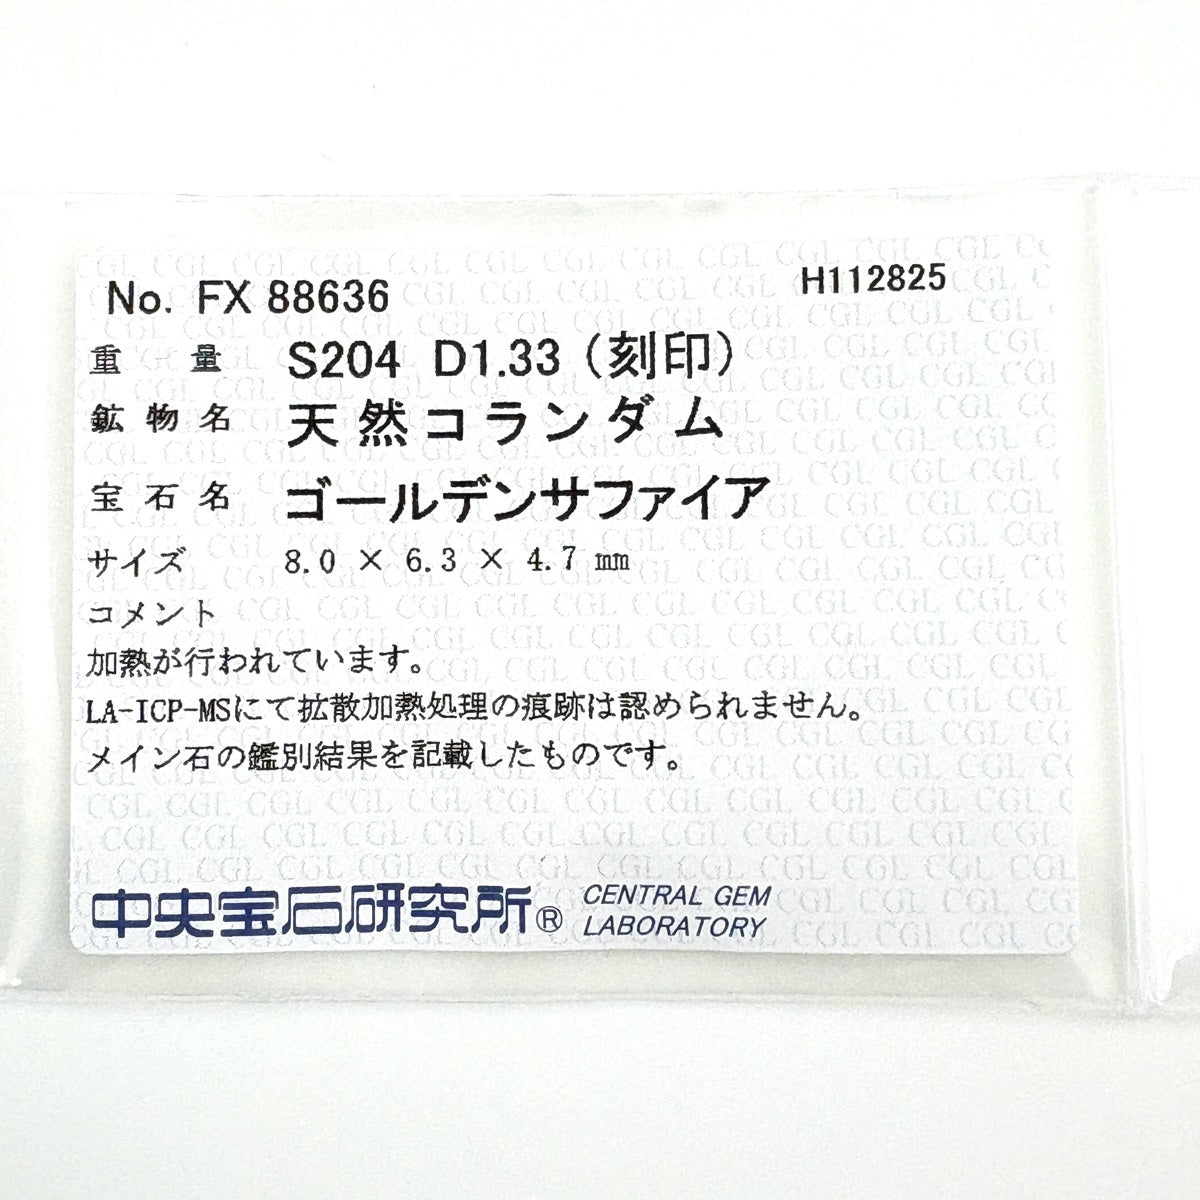 No. FX 88636 H112825
重量 S204 D1.33 (刻印)
鉱物名 天然コランダム
宝石名 ゴールデンサファイア
サイズ 8.0 × 6.3 × 4.7 ㎜
コメント
加熱が行われています。
LA-ICP-MSにて拡散加熱処理の痕跡は認められません。
メイン石の鑑別結果を記載したものです。
中央宝石研究所® CENTRAL GEM
LABORATORY